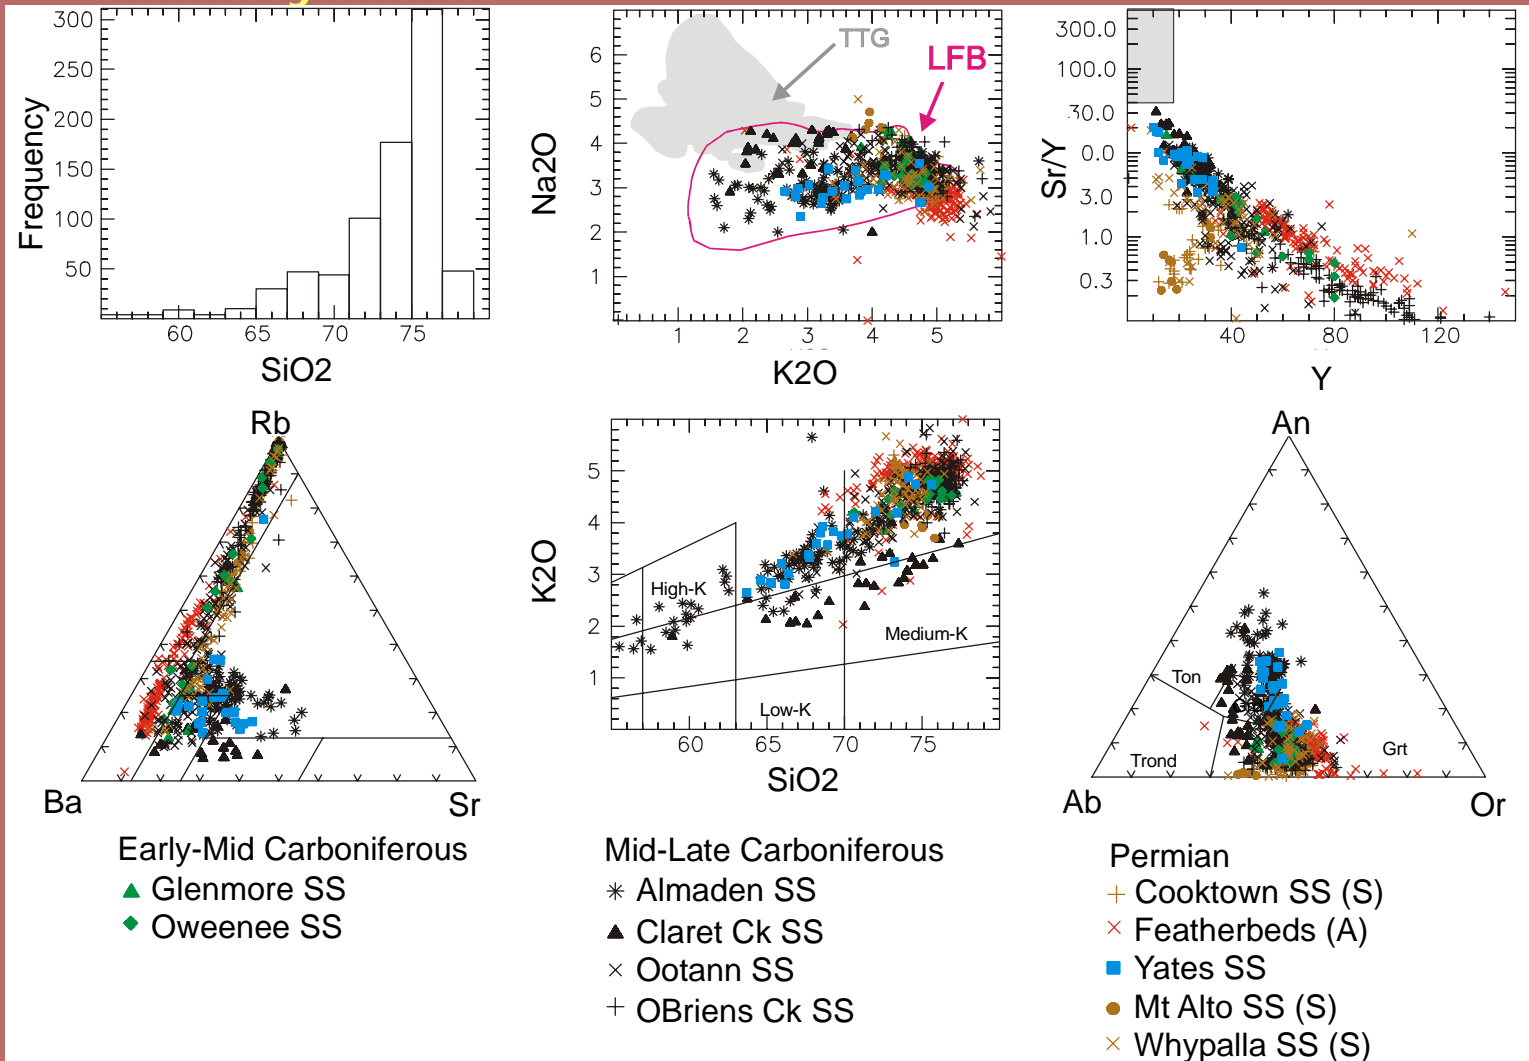 300
250
200
150
100
50
Frequency
60
65
70
75
SiO2
6
5
4
3
2
1
Na2O
TTG
LFB
1
2
3
4
5
K2O
300.0
100.0
30.0
0.0
3.0
1.0
0.3
Sr/Y
40
80
120
Y
Rb
Ba
Sr
5
4
3
2
1
K2O
High-K
Medium-K
Low-K
60
65
70
75
SiO2
An
Ton
Trond
Grt
Ab
Or
Early-Mid Carboniferous
Glenmore SS
Oweenee SS
Mid-Late Carboniferous
Almaden SS
Claret Ck SS
Ootann SS
OBriens Ck SS
Permian
Cooktown SS (S)
Featherbeds (A)
Yates SS
Mt Alto SS (S)
Whypalla SS (S)